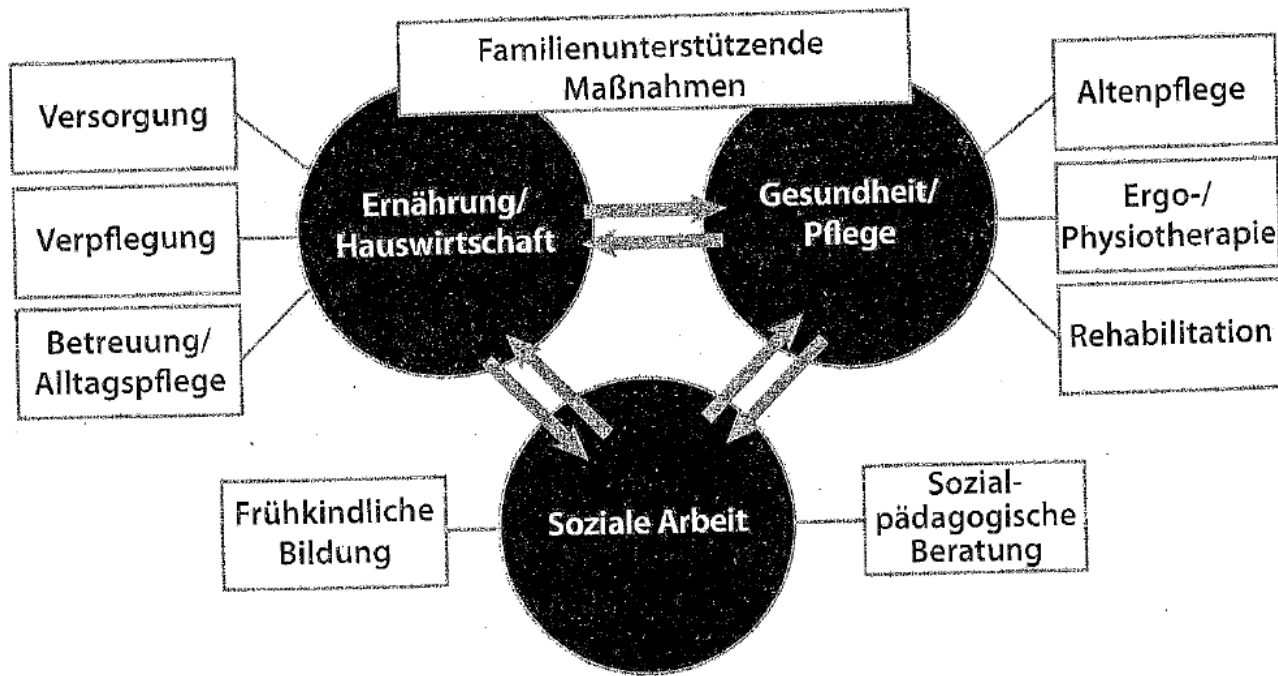 Familienunterstützende
Maßnahmen
Versorgung
Verpflegung
Betreuung/
Alltagspflege
Ernährung/
Hauswirtschaft
Gesundheit/
Pflege
Altenpflege
Ergo-/
Physiotherapie
Rehabilitation
Frühkindliche
Bildung
Soziale Arbeit
Sozial-
pädagogische
Beratung